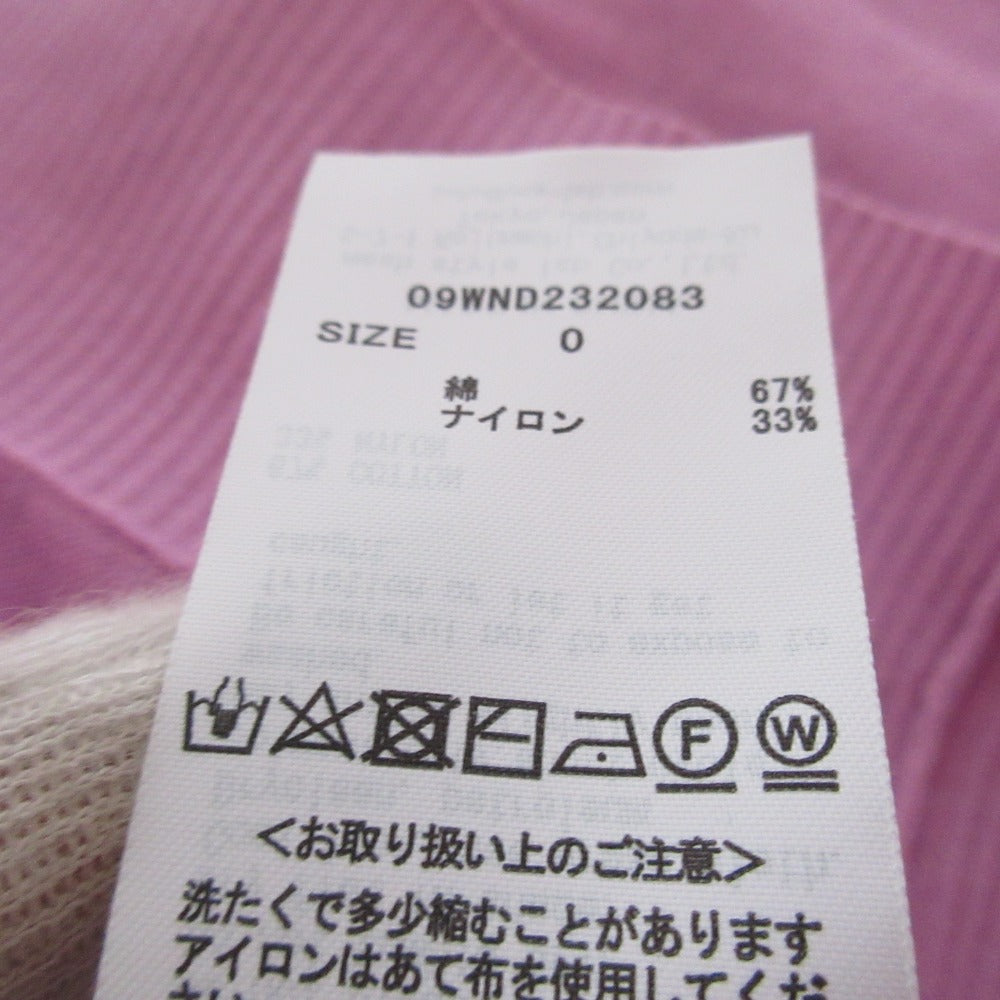 09WND232083
SIZE 0
綿 67%
ナイロン 33%
F W
<お取り扱い上のご注意>
洗たくで多少縮むことがあります
アイロンはあて布を使用してくだ
さい